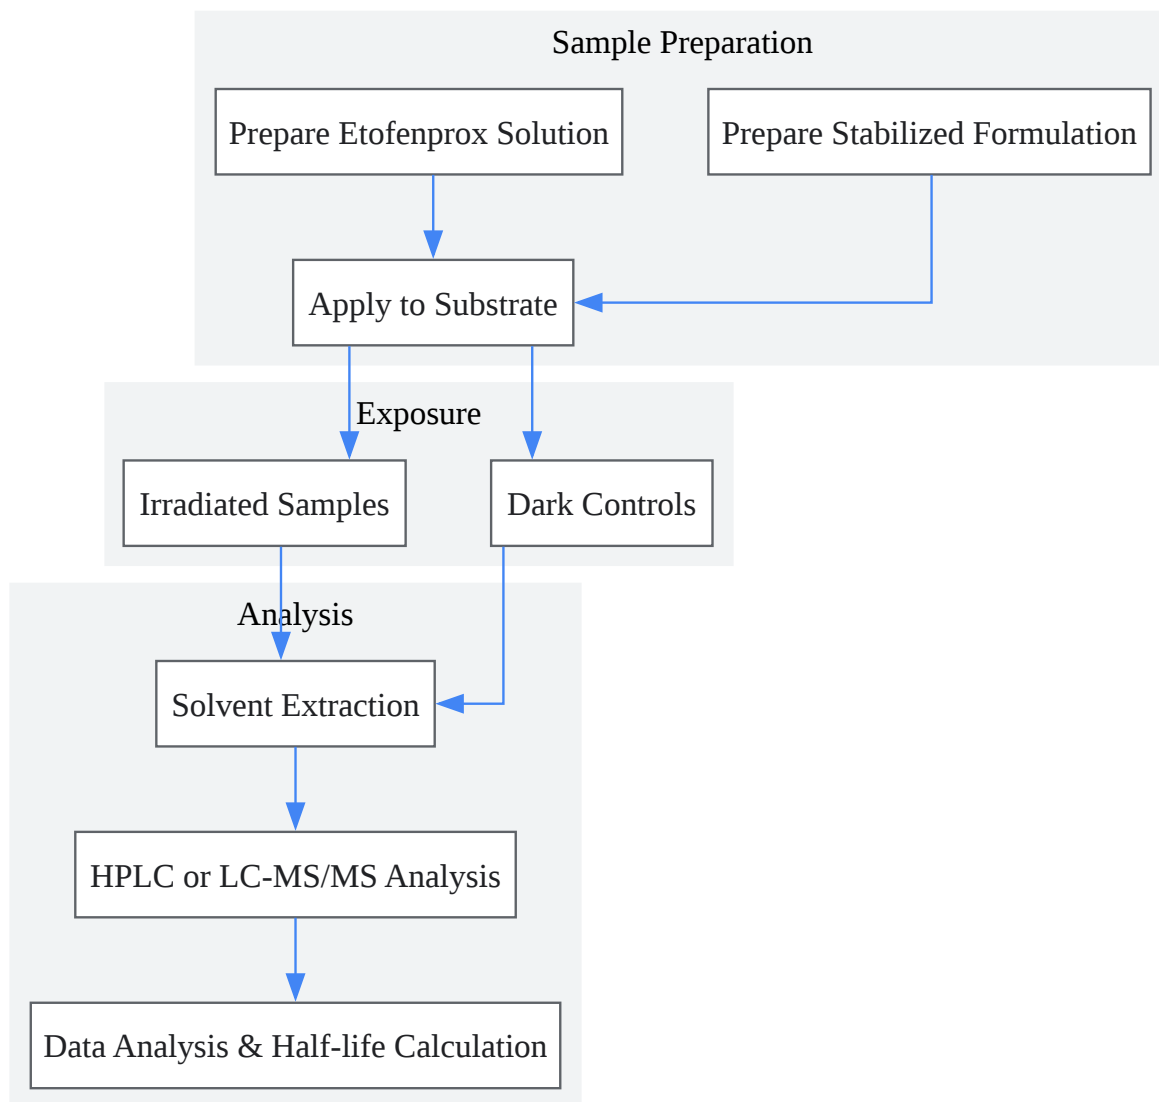 Sample Preparation
Prepare Etofenprox Solution
Prepare Stabilized Formulation
Apply to Substrate
Exposure
Irradiated Samples
Dark Controls
Analysis
Solvent Extraction
HPLC or LC-MS/MS Analysis
Data Analysis & Half-life Calculation